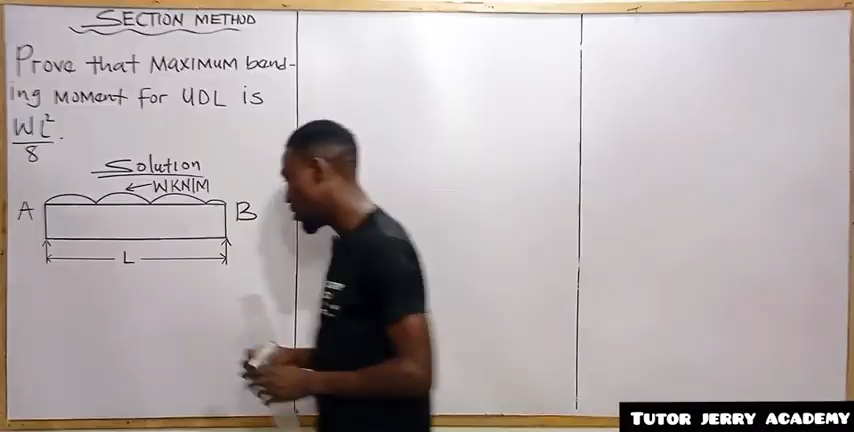 SECTION METHOD
Prove that MAXIMUM bend-
ing MOMent for UDL is
WL²/8.
Solution
WKN/M
A B
L
TUTOR JERRY ACADEMY